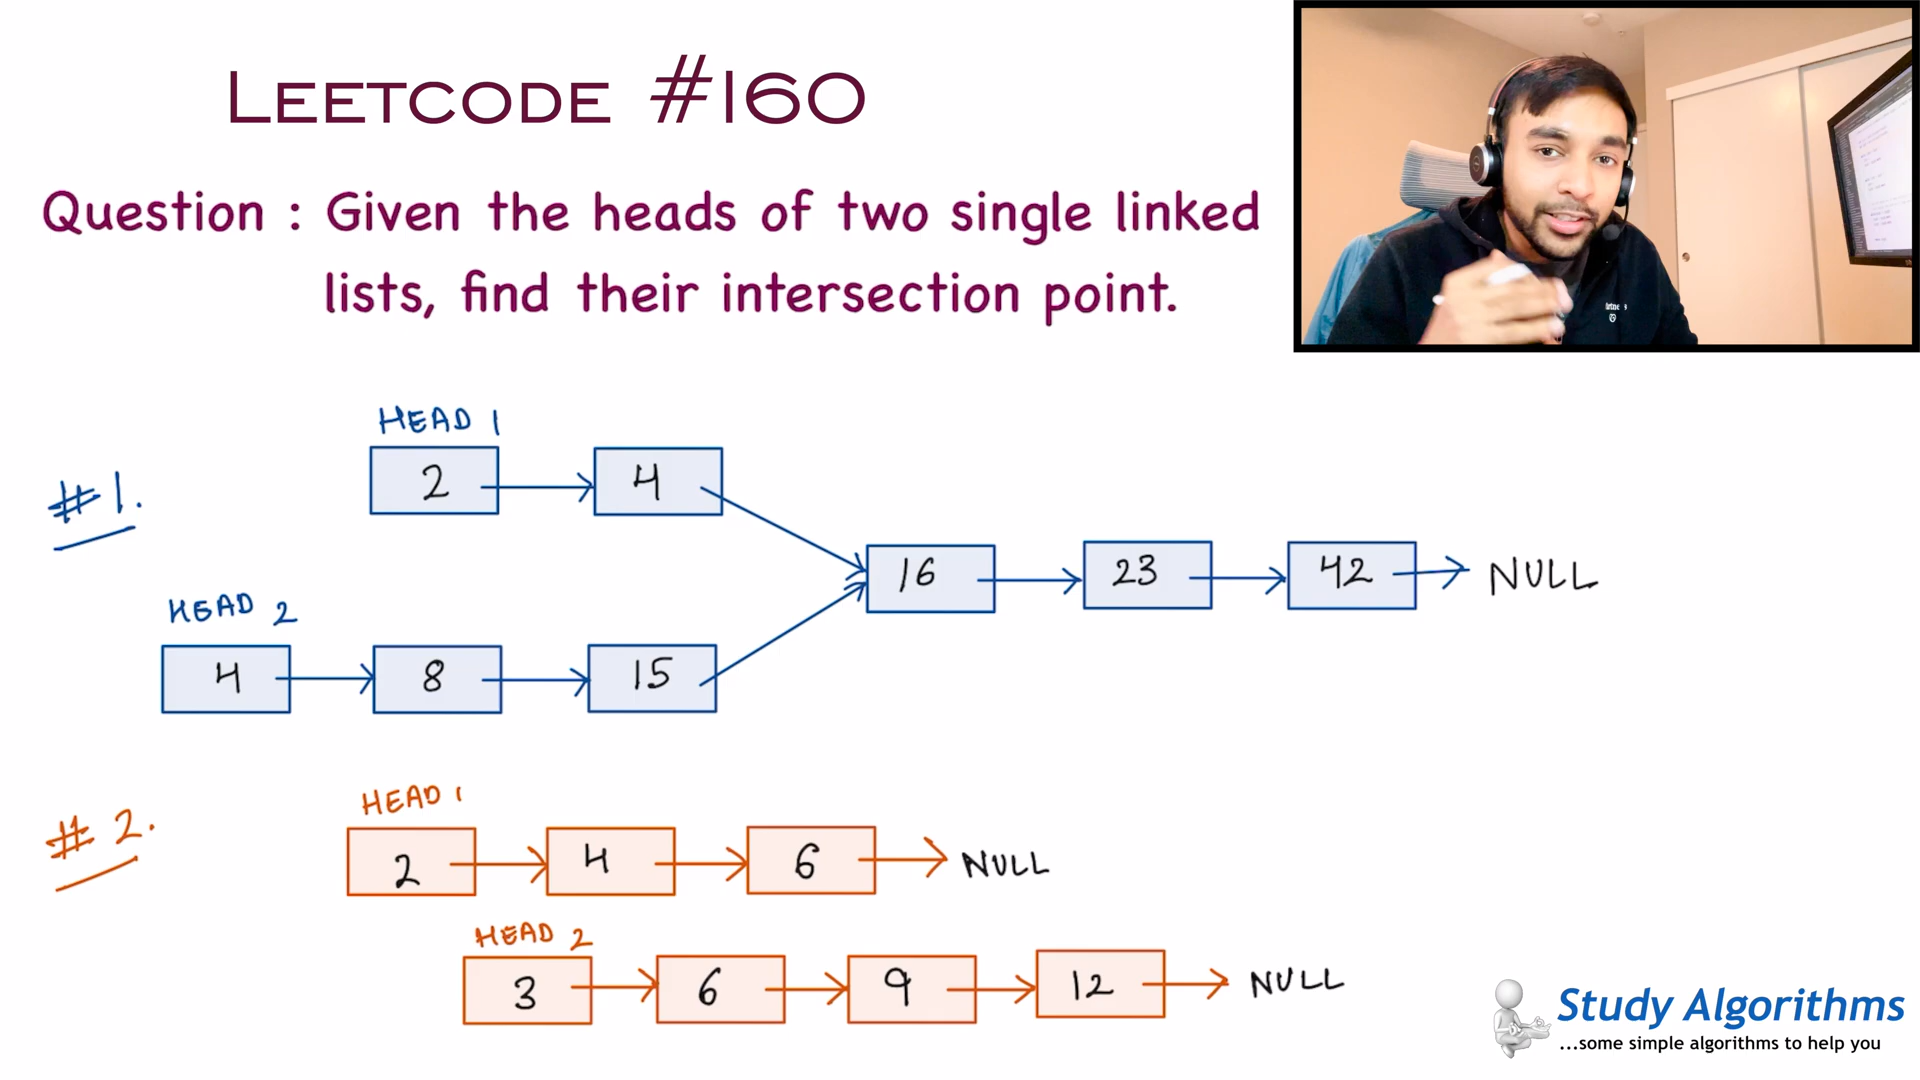 LEETCODE #160
Question : Given the heads of two single linked
lists, find their intersection point.
#1.
HEAD 1
2 4
16 23 42 NULL
HEAD 2
4 8 15
#2.
HEAD 1
2 4 6 NULL
HEAD 2
3 6 9 12 NULL
Study Algorithms
...some simple algorithms to help you